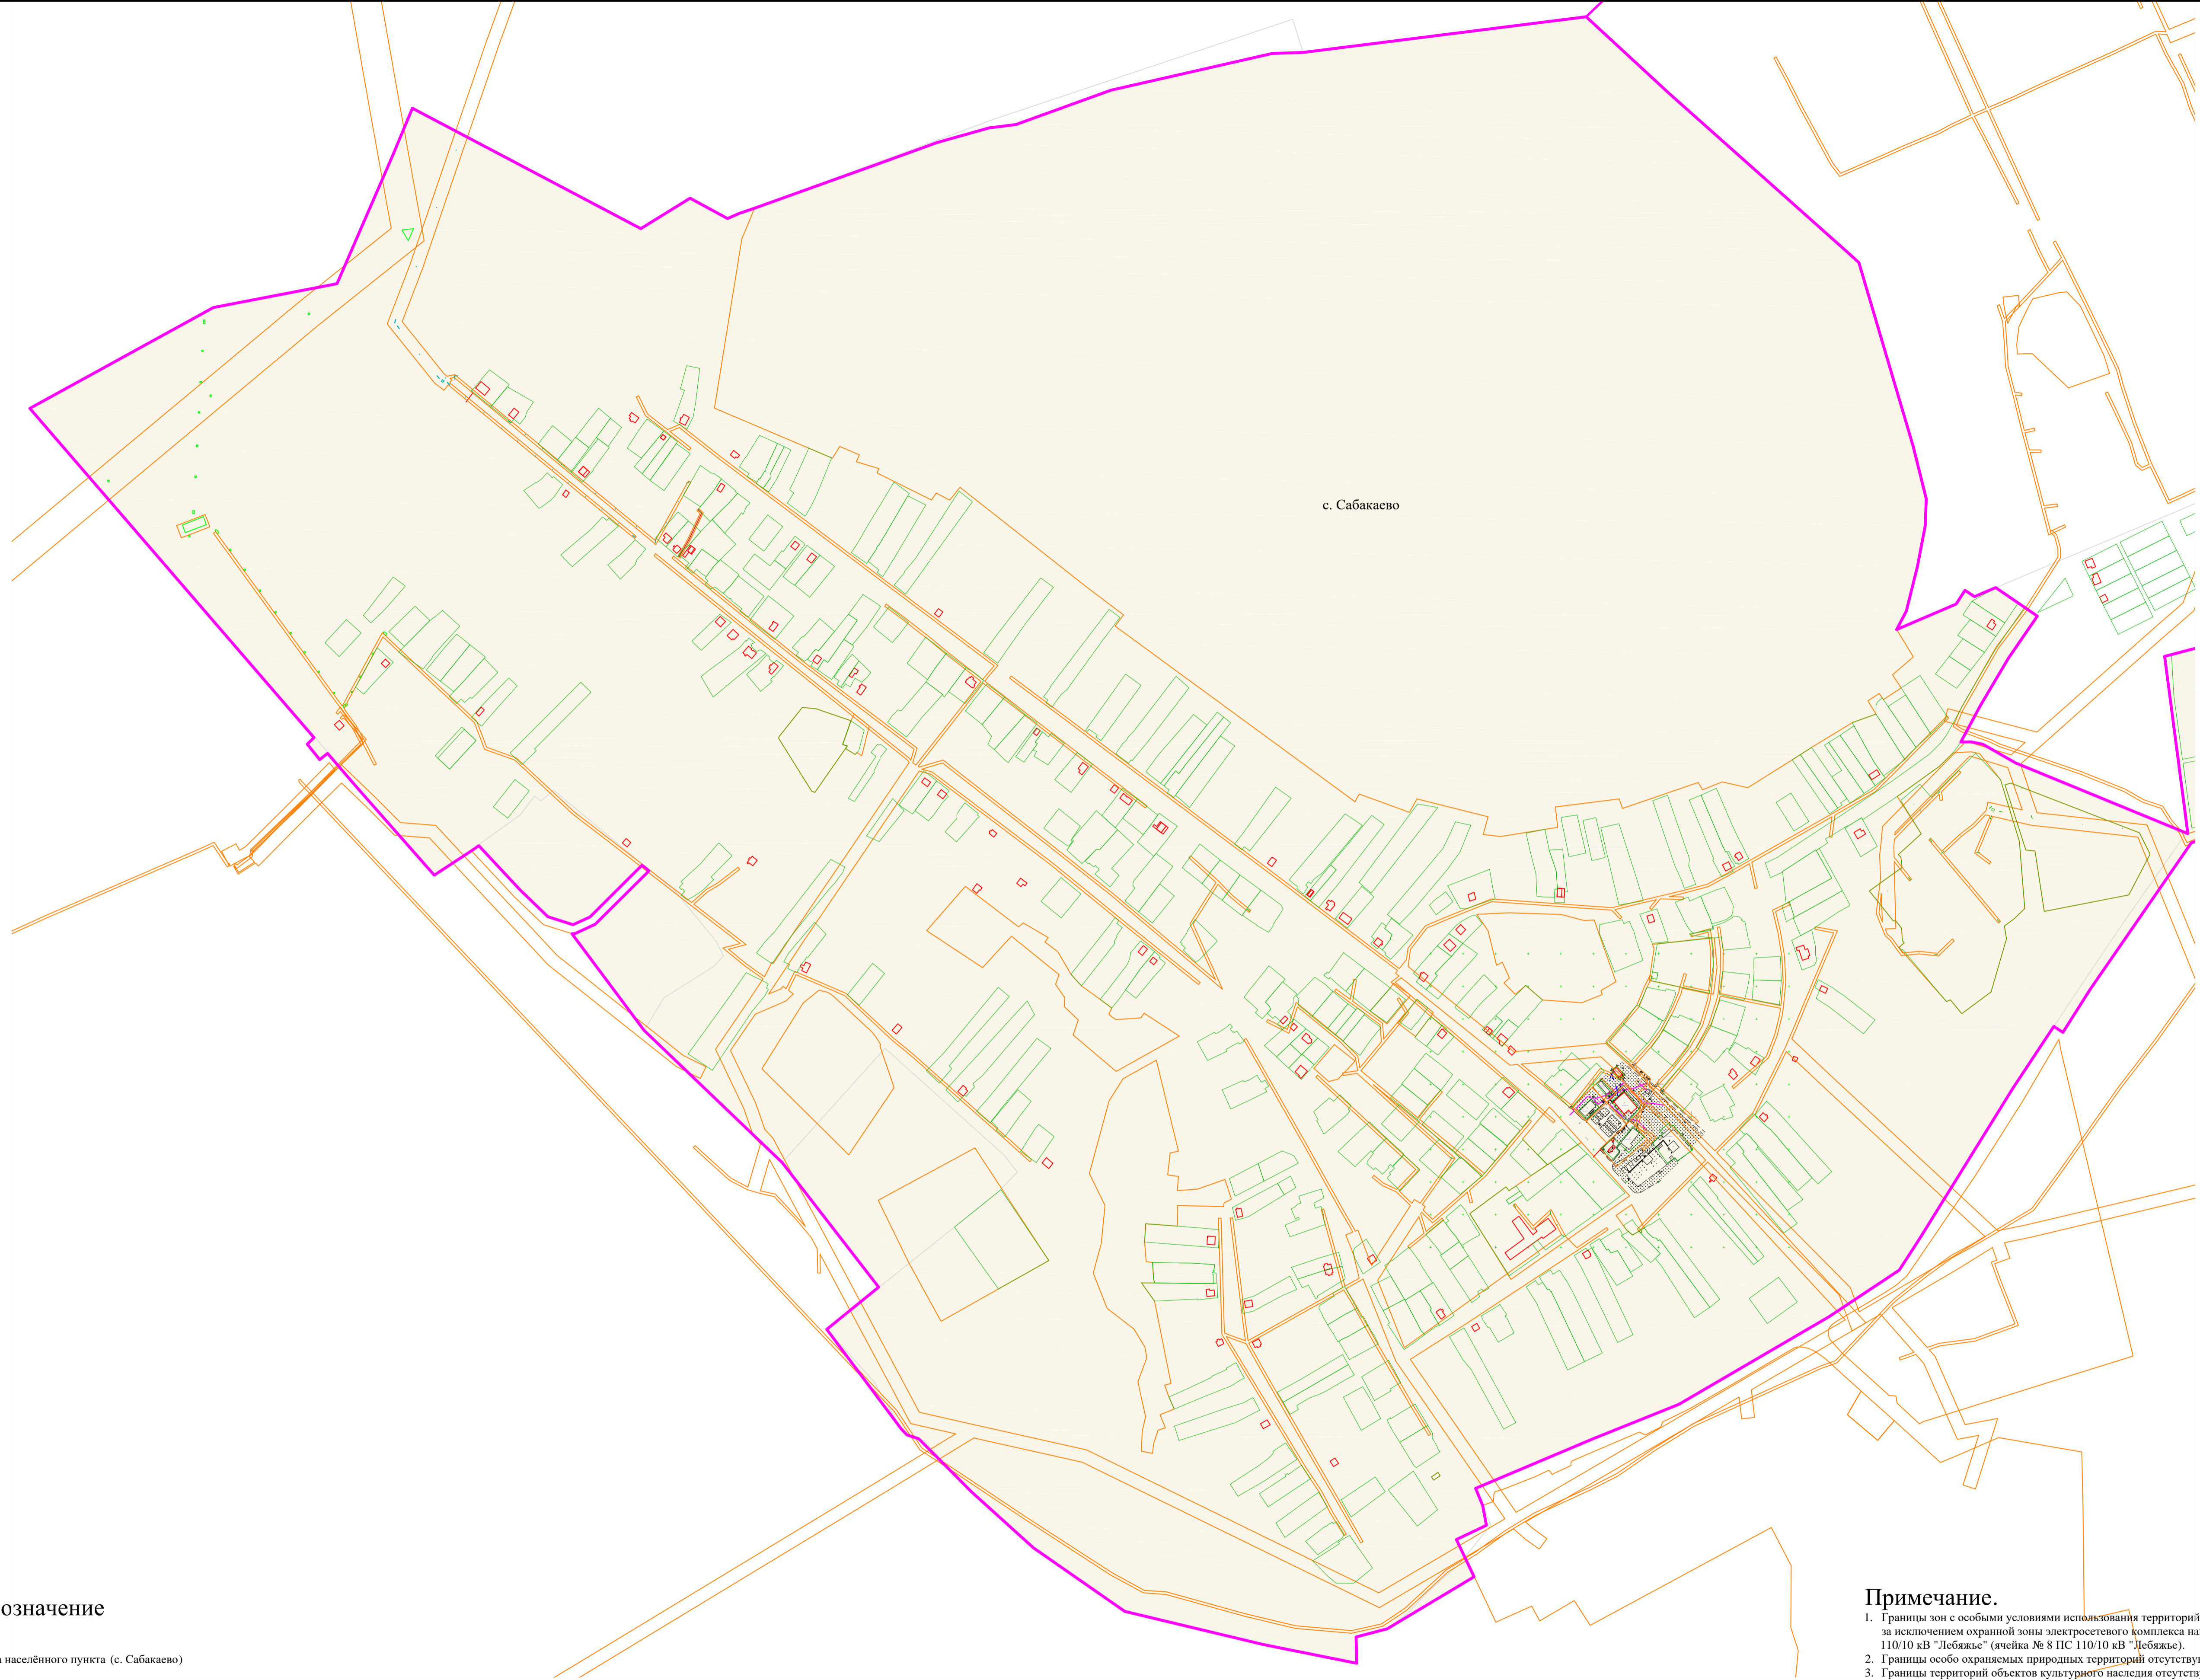 с. Сабакаево
означение
населённого пункта (с. Сабакаево)
Примечание.
1. Границы зон с особыми условиями использования территорий
за исключением охранной зоны электросетевого комплекса на
110/10 кВ "Лебяжье" (ячейка № 8 ПС 110/10 кВ "Лебяжье).
2. Границы особо охраняемых природных территорий отсутству
3. Границы территорий объектов культурного наследия отсутств